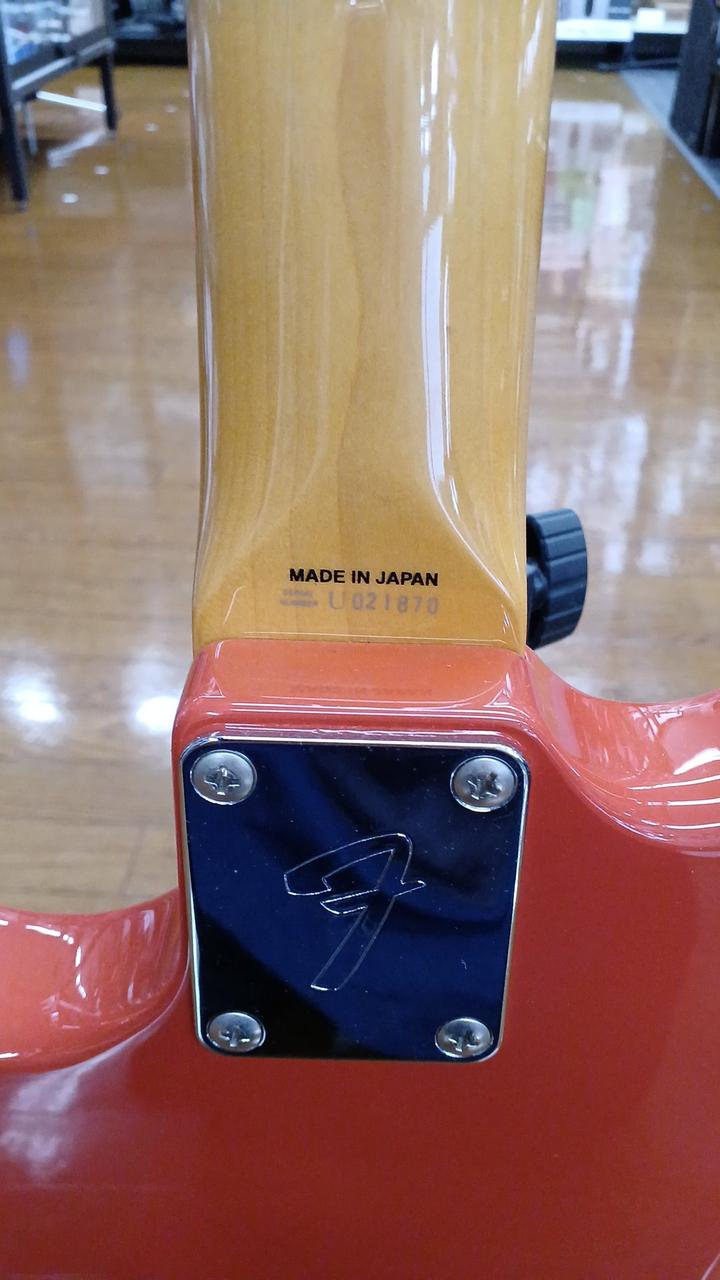 MADE IN JAPAN
SERIAL
NUMBER U021870
F